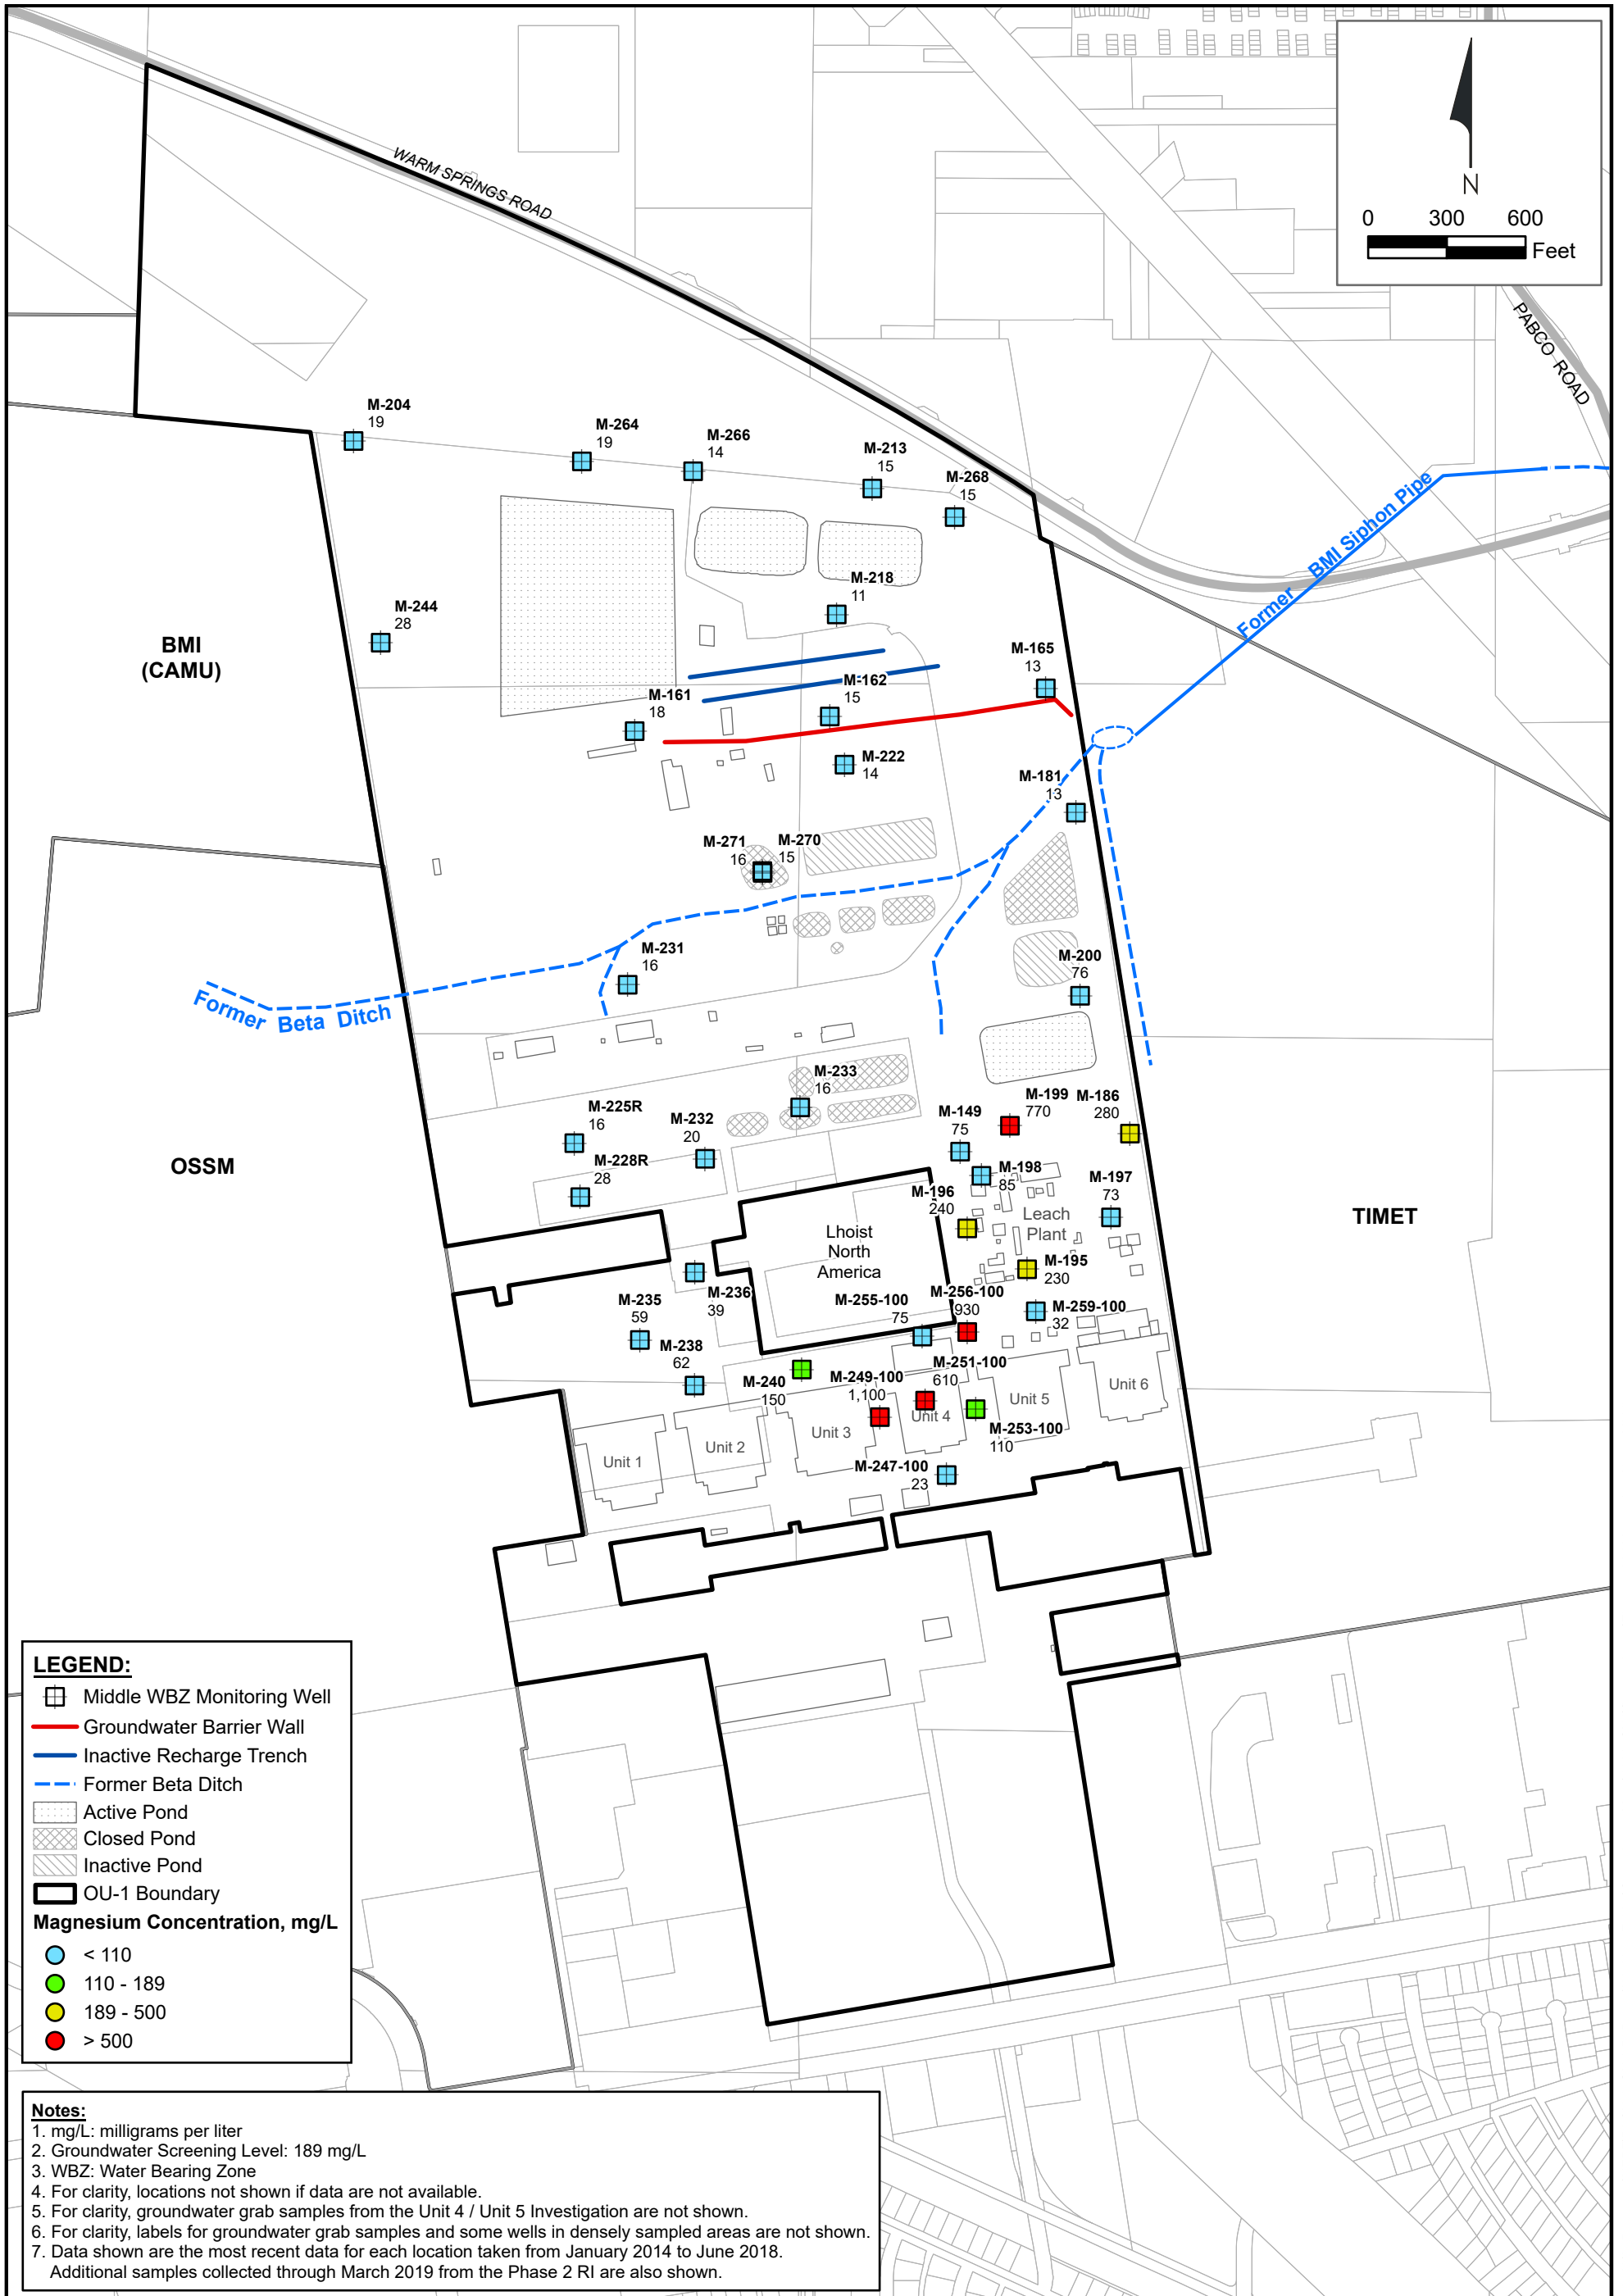 WARM SPRINGS ROAD
N
0 300 600
Feet
PABCO ROAD
M-204
19
M-264
19
M-266
14
M-213
15
M-268
15
Former BMI Siphon Pipe
M-218
11
M-244
28
BMI
(CAMU)
M-165
13
M-161
18
M-162
15
M-222
14
M-181
13
M-271
16
M-270
15
M-231
16
M-200
76
Former Beta Ditch
M-233
16
M-225R
16
M-232
20
M-149
75
M-199
770
M-186
280
OSSM
M-228R
28
M-198
85
M-197
73
M-196
240
Leach
Plant
TIMET
Lhoist
North
America
M-195
230
M-236
39
M-255-100
75
M-256-100
930
M-259-100
32
M-235
59
M-238
62
M-240
150
M-249-100
1,100
M-251-100
610
M-253-100
110
Unit 1
Unit 2
Unit 3
Unit 4
Unit 5
Unit 6
M-247-100
23
LEGEND:
Middle WBZ Monitoring Well
Groundwater Barrier Wall
Inactive Recharge Trench
Former Beta Ditch
Active Pond
Closed Pond
Inactive Pond
OU-1 Boundary
Magnesium Concentration, mg/L
< 110
110 - 189
189 - 500
> 500
Notes:
1. mg/L: milligrams per liter
2. Groundwater Screening Level: 189 mg/L
3. WBZ: Water Bearing Zone
4. For clarity, locations not shown if data are not available.
5. For clarity, groundwater grab samples from the Unit 4 / Unit 5 Investigation are not shown.
6. For clarity, labels for groundwater grab samples and some wells in densely sampled areas are not shown.
7. Data shown are the most recent data for each location taken from January 2014 to June 2018.
Additional samples collected through March 2019 from the Phase 2 RI are also shown.